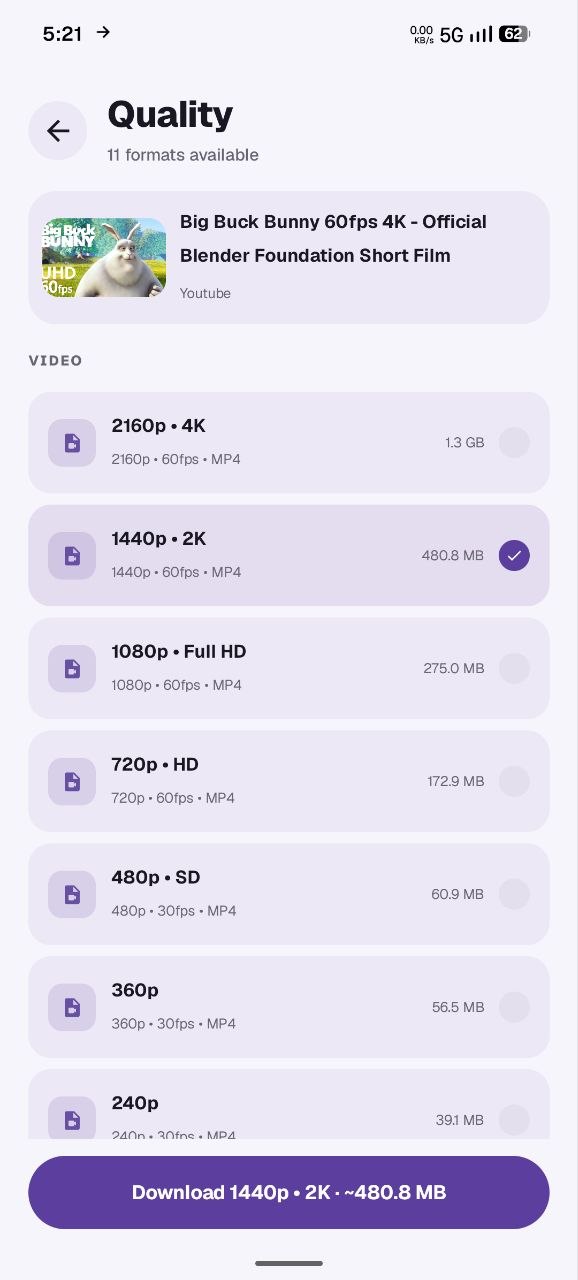 5:21 →
0.00
KB/s
5G
62
Quality
11 formats available
Big Buck
BUNNY
UHD
60fps
Big Buck Bunny 60fps 4K - Official
Blender Foundation Short Film
Youtube
VIDEO
2160p • 4K
2160p • 60fps • MP4
1.3 GB
1440p • 2K
1440p • 60fps • MP4
480.8 MB
1080p • Full HD
1080p • 60fps • MP4
275.0 MB
720p • HD
720p • 60fps • MP4
172.9 MB
480p • SD
480p • 30fps • MP4
60.9 MB
360p
360p • 30fps • MP4
56.5 MB
240p
240p • 30fps • MP4
39.1 MB
Download 1440p • 2K · ~480.8 MB